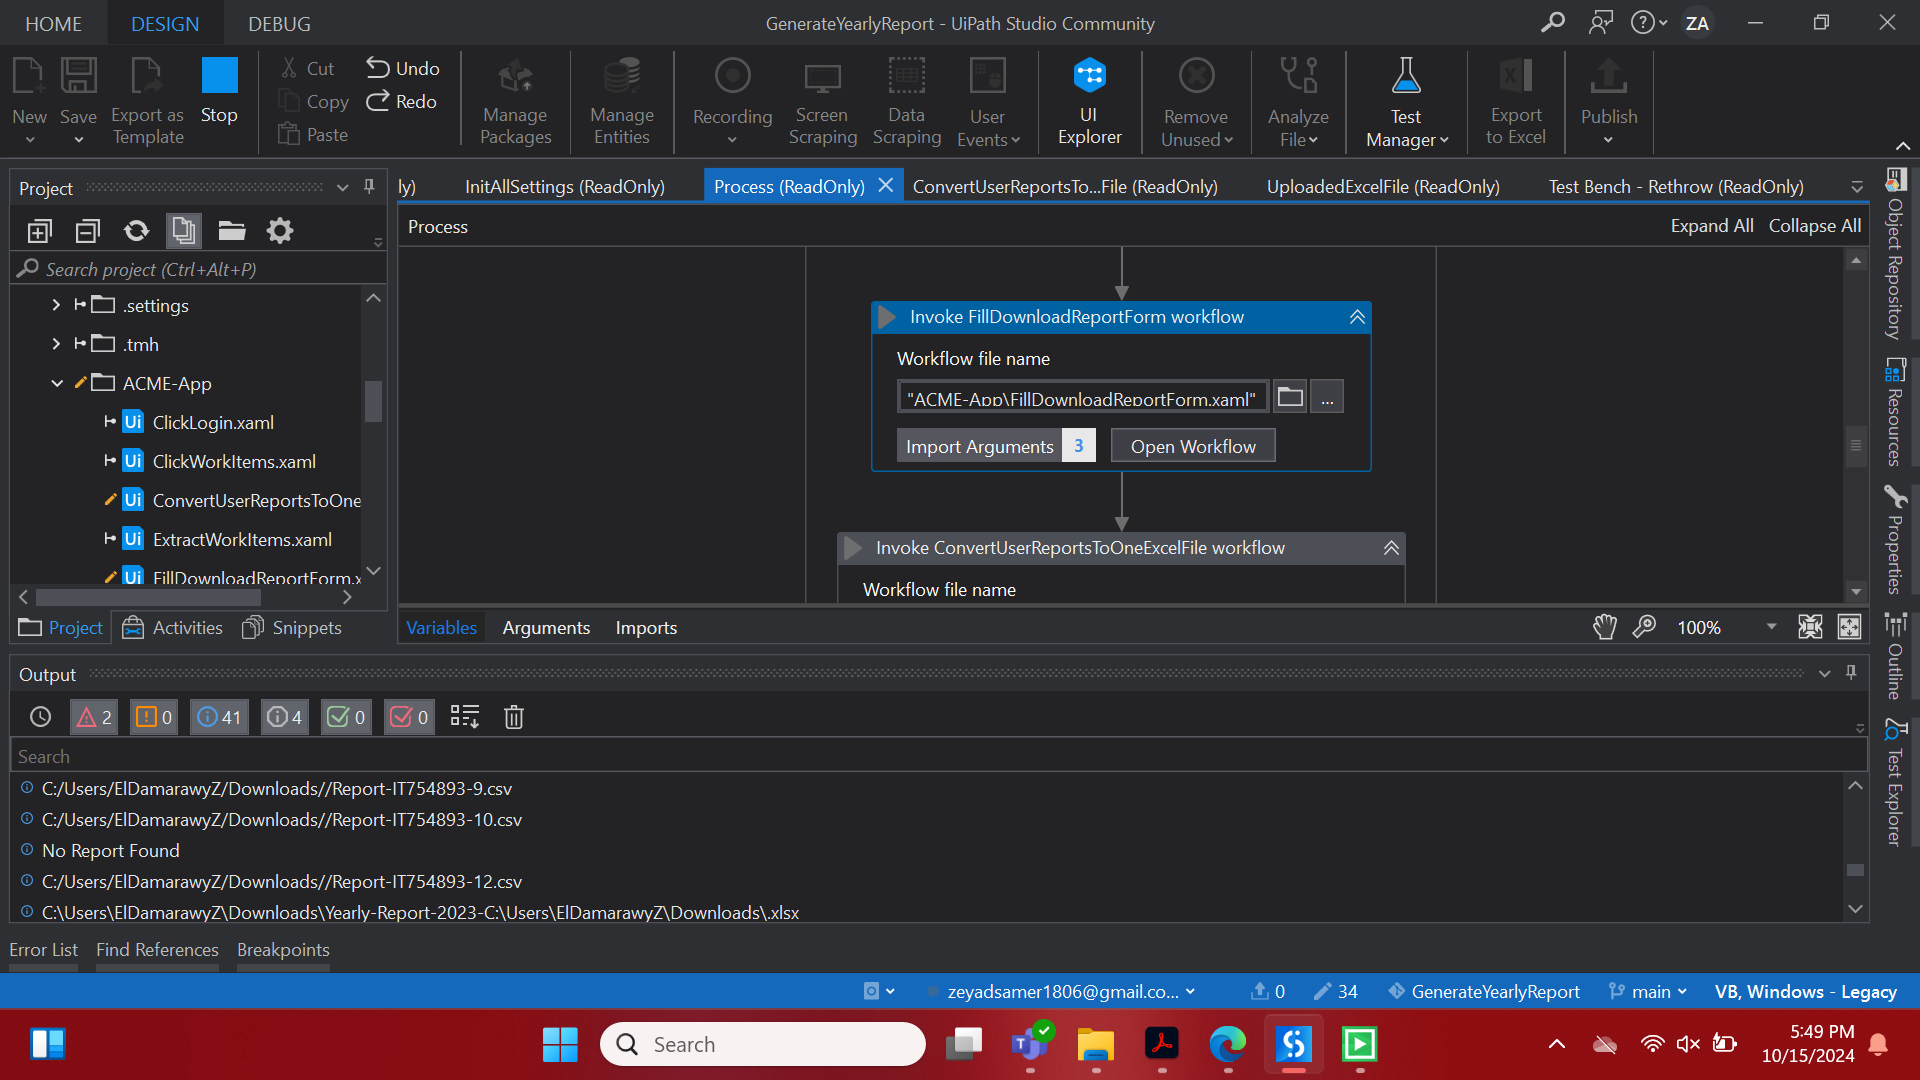 HOME DESIGN DEBUG GenerateYearlyReport - UiPath Studio Community ZA
New Save Export as Template Stop Cut Copy Paste Undo Redo Manage Packages Manage Entities Recording Screen Scraping Data Scraping User Events UI Explorer Remove Unused Analyze File Test Manager Export to Excel Publish
Project
ly) InitAllSettings (ReadOnly) Process (ReadOnly) ConvertUserReportsTo...File (ReadOnly) UploadedExcelFile (ReadOnly) Test Bench - Rethrow (ReadOnly)
Process Expand All Collapse All
Search project (Ctrl+Alt+P)
.settings
.tmh
ACME-App
Ui ClickLogin.xaml
Ui ClickWorkItems.xaml
Ui ConvertUserReportsToOne
Ui ExtractWorkItems.xaml
Ui FillDownloadReportForm.x
Project Activities Snippets
Invoke FillDownloadReportForm workflow
Workflow file name
"ACME-App\FillDownloadReportForm.xaml" ...
Import Arguments 3 Open Workflow
Invoke ConvertUserReportsToOneExcelFile workflow
Workflow file name
Variables Arguments Imports 100%
Object Repository
Resources
Properties
Outline
Test Explorer
Output
2 0 41 4 0 0
Search
C:/Users/ElDamarawyZ/Downloads//Report-IT754893-9.csv
C:/Users/ElDamarawyZ/Downloads//Report-IT754893-10.csv
No Report Found
C:/Users/ElDamarawyZ/Downloads//Report-IT754893-12.csv
C:\Users\ElDamarawyZ\Downloads\Yearly-Report-2023-C:\Users\ElDamarawyZ\Downloads\.xlsx
Error List Find References Breakpoints
zeyadsamer1806@gmail.co... 0 34 GenerateYearlyReport main VB, Windows - Legacy
Search
5:49 PM
10/15/2024